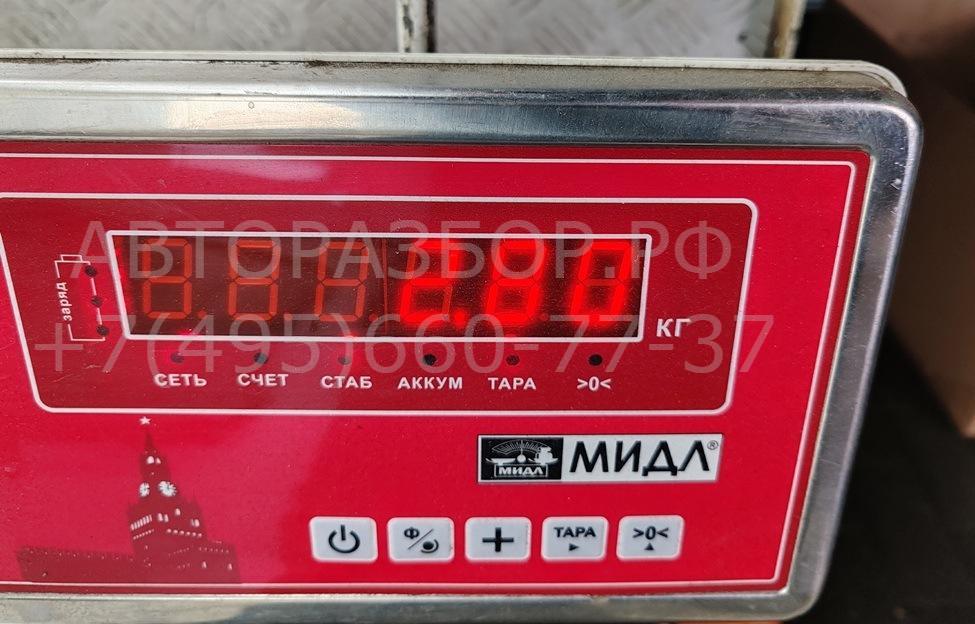 АВТОРАЗБОР.РФ
2.80
заряд
КГ
+7(495)660-77-37
СЕТЬ СЧЕТ СТАБ АККУМ ТАРА >0<
МИДЛ МИДЛ®
Ф ТАРА >0<